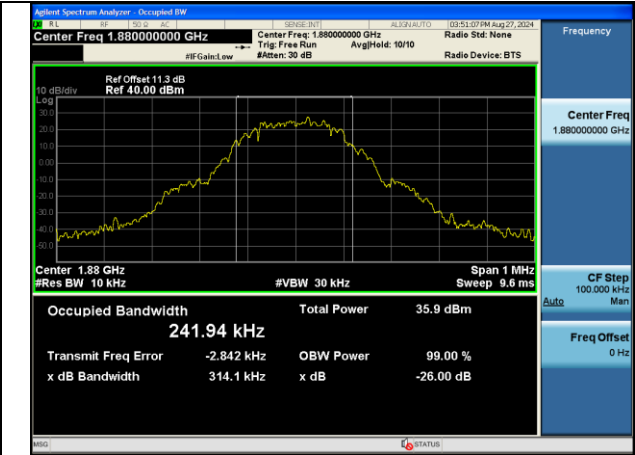 Agilent Spectrum Analyzer - Occupied BW
RL RF 50 Ω AC SENSE:INT ALIGN AUTO 03:51:07 PM Aug 27, 2024
Center Freq 1.880000000 GHz
Center Freq: 1.880000000 GHz
Radio Std: None
Trig: Free Run Avg|Hold: 10/10
#IFGain:Low #Atten: 30 dB Radio Device: BTS
Ref Offset 11.3 dB
10 dB/div Ref 40.00 dBm
Log
30.0
20.0
10.0
0.00
-10.0
-20.0
-30.0
-40.0
-50.0
Center 1.88 GHz Span 1 MHz
#Res BW 10 kHz #VBW 30 kHz Sweep 9.6 ms
Occupied Bandwidth Total Power 35.9 dBm
241.94 kHz
Transmit Freq Error -2.842 kHz OBW Power 99.00 %
x dB Bandwidth 314.1 kHz x dB -26.00 dB
MSG STATUS
Frequency
Center Freq
1.880000000 GHz
CF Step
100.000 kHz
Auto Man
Freq Offset
0 Hz